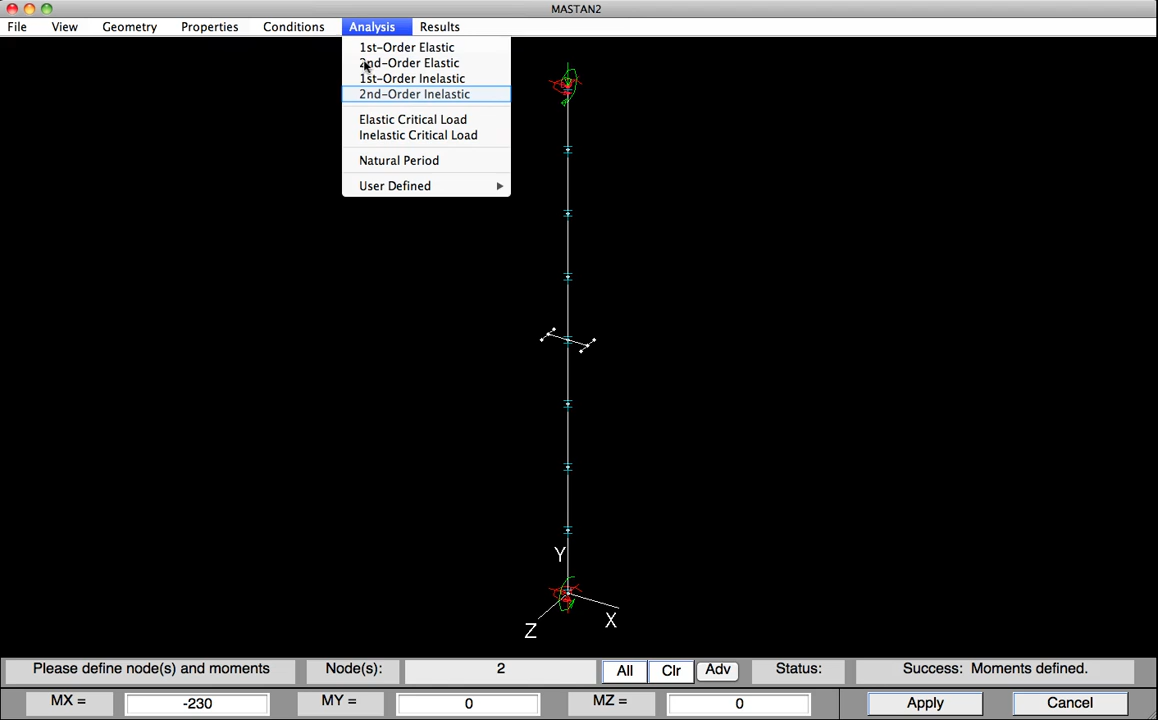 MASTAN2
File View Geometry Properties Conditions Analysis Results
1st-Order Elastic
2nd-Order Elastic
1st-Order Inelastic
2nd-Order Inelastic
Elastic Critical Load
Inelastic Critical Load
Natural Period
User Defined
Y
Z X
Please define node(s) and moments Node(s): 2 All Clr Adv Status: Success: Moments defined.
MX = -230 MY = 0 MZ = 0 Apply Cancel